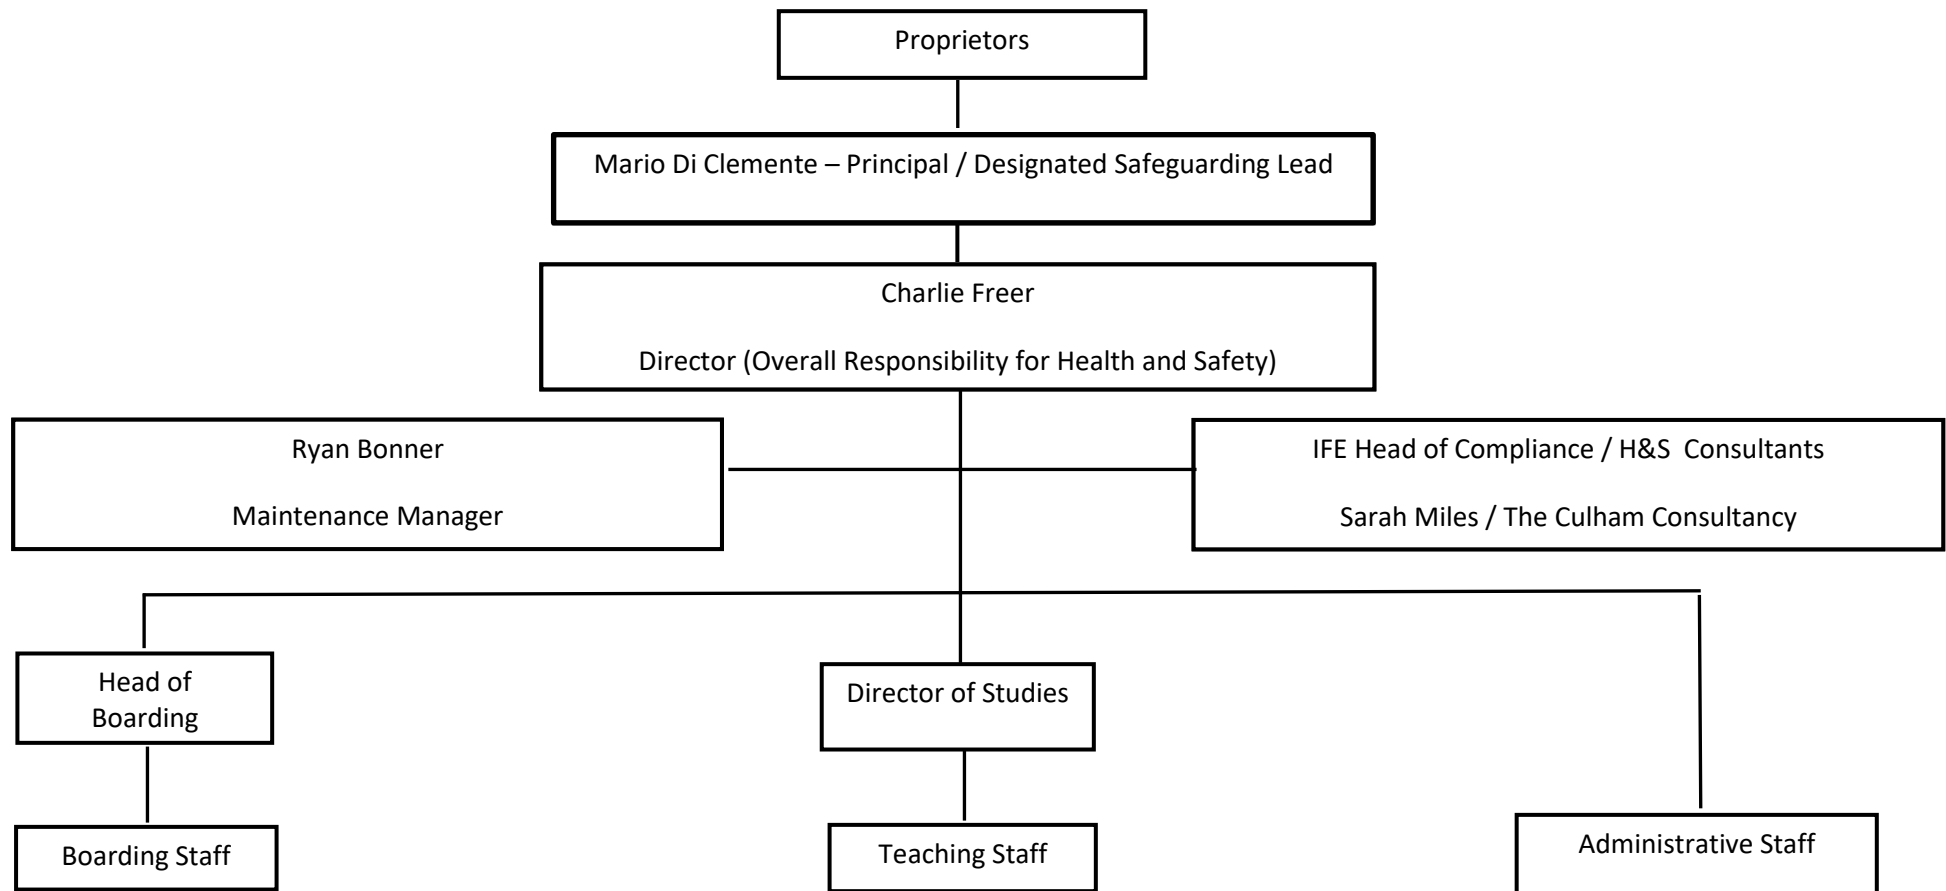 Proprietors
Mario Di Clemente – Principal / Designated Safeguarding Lead
Charlie Freer
Director (Overall Responsibility for Health and Safety)
Ryan Bonner
Maintenance Manager
IFE Head of Compliance / H&S  Consultants
Sarah Miles / The Culham Consultancy
Head of
Boarding
Director of Studies
Boarding Staff
Teaching Staff
Administrative Staff